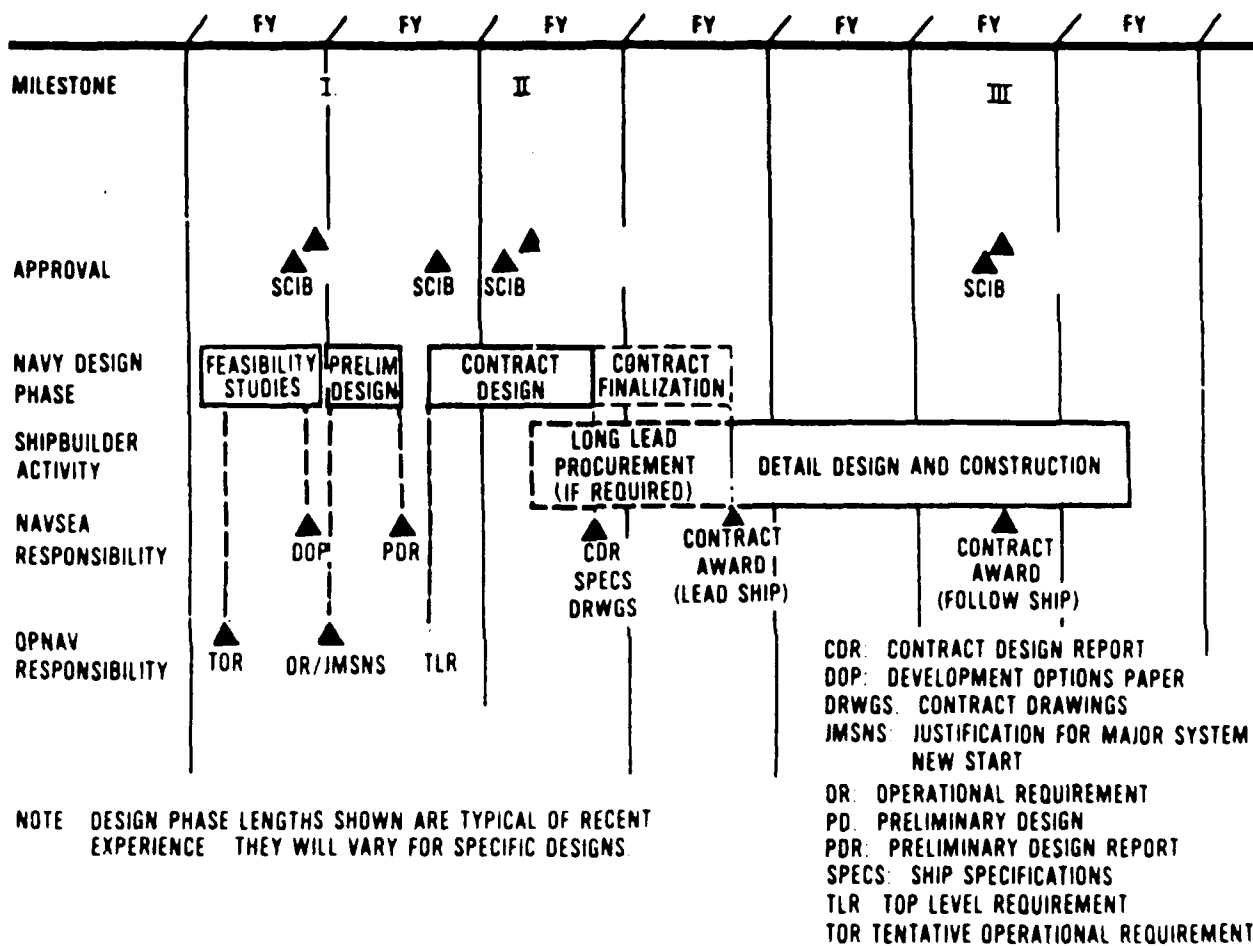 FY FY FY FY FY FY FY
MILESTONE I II III
APPROVAL
SCIB SCIB SCIB SCIB
NAVY DESIGN
PHASE
FEASIBILITY
STUDIES
PRELIM
DESIGN
CONTRACT
DESIGN
CONTRACT
FINALIZATION
SHIPBUILDER
ACTIVITY
LONG LEAD
PROCUREMENT
(IF REQUIRED)
DETAIL DESIGN AND CONSTRUCTION
NAVSEA
RESPONSIBILITY
DOP
PDR
CDR
SPECS
DRWGS
CONTRACT
AWARD
(LEAD SHIP)
CONTRACT
AWARD
(FOLLOW SHIP)
OPNAV
RESPONSIBILITY
TOR
OR/JMSNS
TLR
CDR: CONTRACT DESIGN REPORT
DOP: DEVELOPMENT OPTIONS PAPER
DRWGS. CONTRACT DRAWINGS
JMSNS: JUSTIFICATION FOR MAJOR SYSTEM
NEW START
OR: OPERATIONAL REQUIREMENT
PD. PRELIMINARY DESIGN
PDR: PRELIMINARY DESIGN REPORT
SPECS: SHIP SPECIFICATIONS
TLR TOP LEVEL REQUIREMENT
TOR TENTATIVE OPERATIONAL REQUIREMENT
NOTE DESIGN PHASE LENGTHS SHOWN ARE TYPICAL OF RECENT
EXPERIENCE THEY WILL VARY FOR SPECIFIC DESIGNS